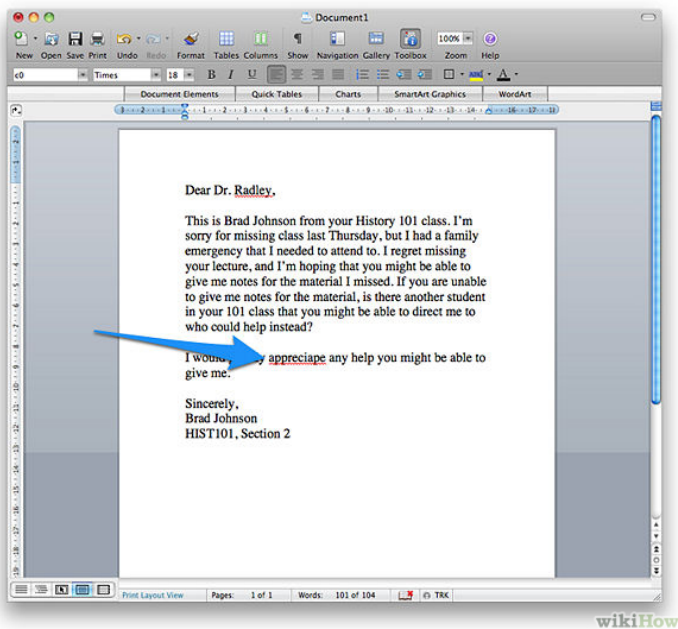 Document1
New Open Save Print Undo Redo Format Tables Columns Show Navigation Gallery Toolbox Zoom Help
100%
c0 Times 18 B I U
Document Elements Quick Tables Charts SmartArt Graphics WordArt
Dear Dr. Radley,
This is Brad Johnson from your History 101 class. I'm
sorry for missing class last Thursday, but I had a family
emergency that I needed to attend to. I regret missing
your lecture, and I'm hoping that you might be able to
give me notes for the material I missed. If you are unable
to give me notes for the material, is there another student
in your 101 class that you might be able to direct me to
who could help instead?
I would appreciape any help you might be able to
give me.
Sincerely,
Brad Johnson
HIST101, Section 2
Print Layout View Pages: 1 of 1 Words: 101 of 104 TRK
wikiHow